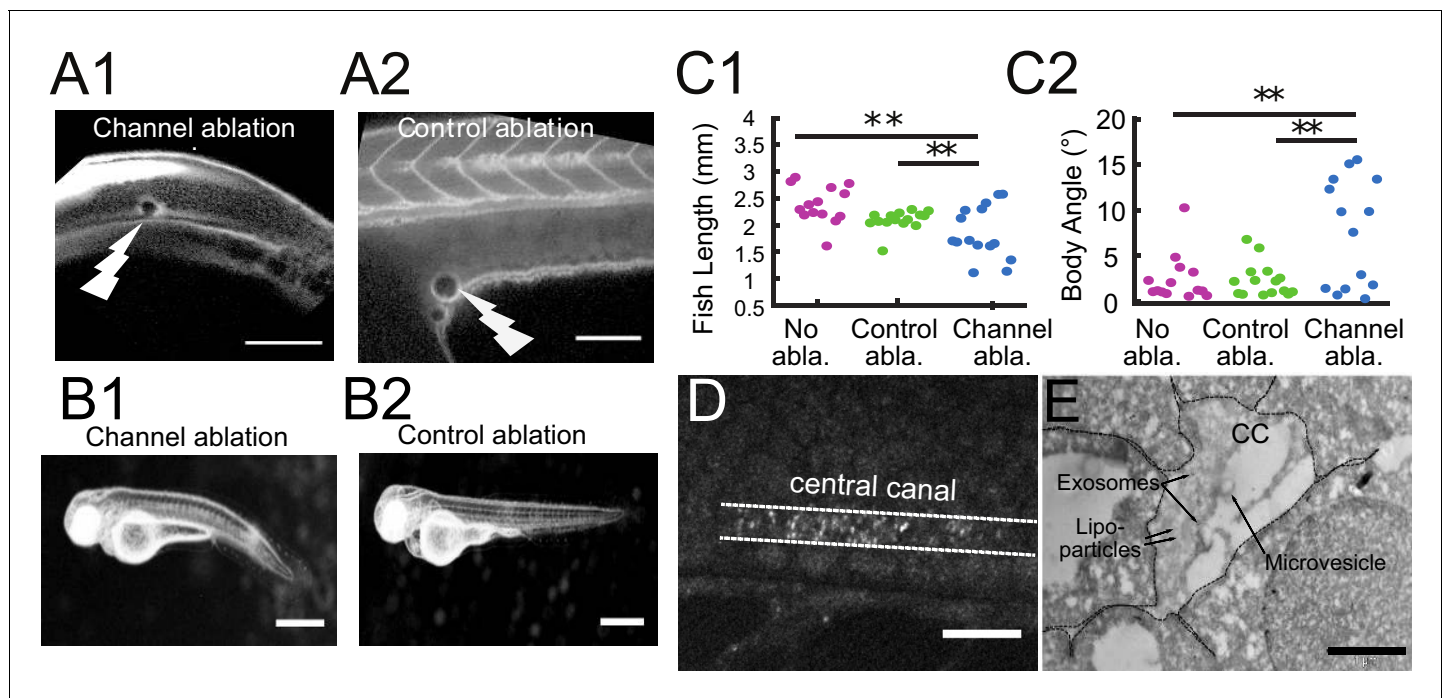 A1
Channel ablation
A2
Control ablation
B1
Channel ablation
B2
Control ablation
C1
Fish Length (mm)
4
3.5
3
2.5
2
1.5
1
0.5
**
**
No
abla.
Control
abla.
Channel
abla.
C2
Body Angle (°)
20
15
10
5
0
**
**
No
abla.
Control
abla.
Channel
abla.
D
central canal
E
CC
Exosomes
Lipo-
particles
Microvesicle
1 µm